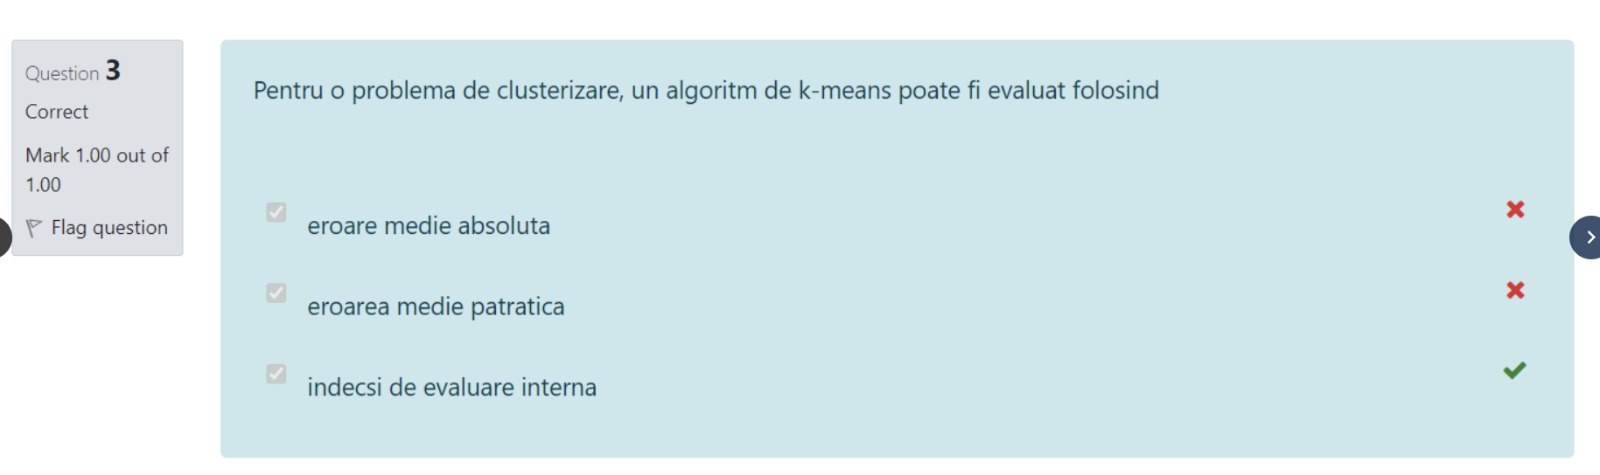 Question 3
Correct
Mark 1.00 out of
1.00
Flag question
Pentru o problema de clusterizare, un algoritm de k-means poate fi evaluat folosind
eroare medie absoluta
eroarea medie patratica
indecsi de evaluare interna